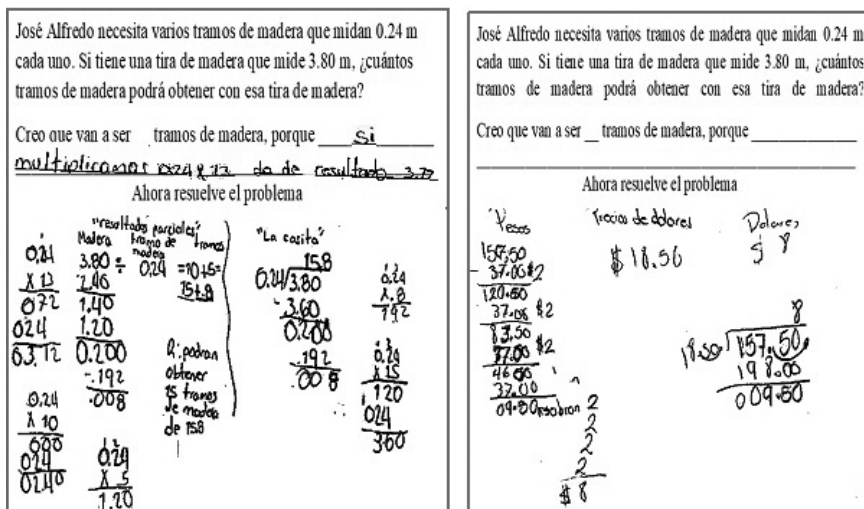 José Alfredo necesita varios tramos de madera que midan 0.24 m
cada uno. Si tiene una tira de madera que mide 3.80 m, ¿cuántos
tramos de madera podrá obtener con esa tira de madera?
Creo que van a ser tramos de madera, porque Si
multiplicamos 0.24 x 13 da de resultado
Ahora resuelve el problema
"resultados parciales"
Madera tramo de madera tramos
3.80 ÷ 0.24 =10+5=
15+.8
2.40
1.40
1.20
0.200
-.192
.008
0.24
X 13
072
024
03.12
0.24
X 10
000
024
0240
0.24
X 5
1.20
R: podran
obtener
15 tramos
de madera
de 15.8
"La casita"
15.8
0.24/3.80
-3.60
0.200
.192
.008
0.24
X.8
192
0.24
X 15
120
024
360
José Alfredo necesita varios tramos de madera que midan 0.24 m
cada uno. Si tiene una tira de madera que mide 3.80 m, ¿cuántos
tramos de madera podrá obtener con esa tira de madera?
Creo que van a ser __ tramos de madera, porque
Ahora resuelve el problema
Pesos
157.50
- 37.00 $2
120.50
37.00 $2
83.50
37.00 $2
46.50
37.00
09.50
2
2
2
2
$ 8
Precios de dolores
$ 18.50
Dolares
$ 8
8
18.50/157.50
148.00
009.50